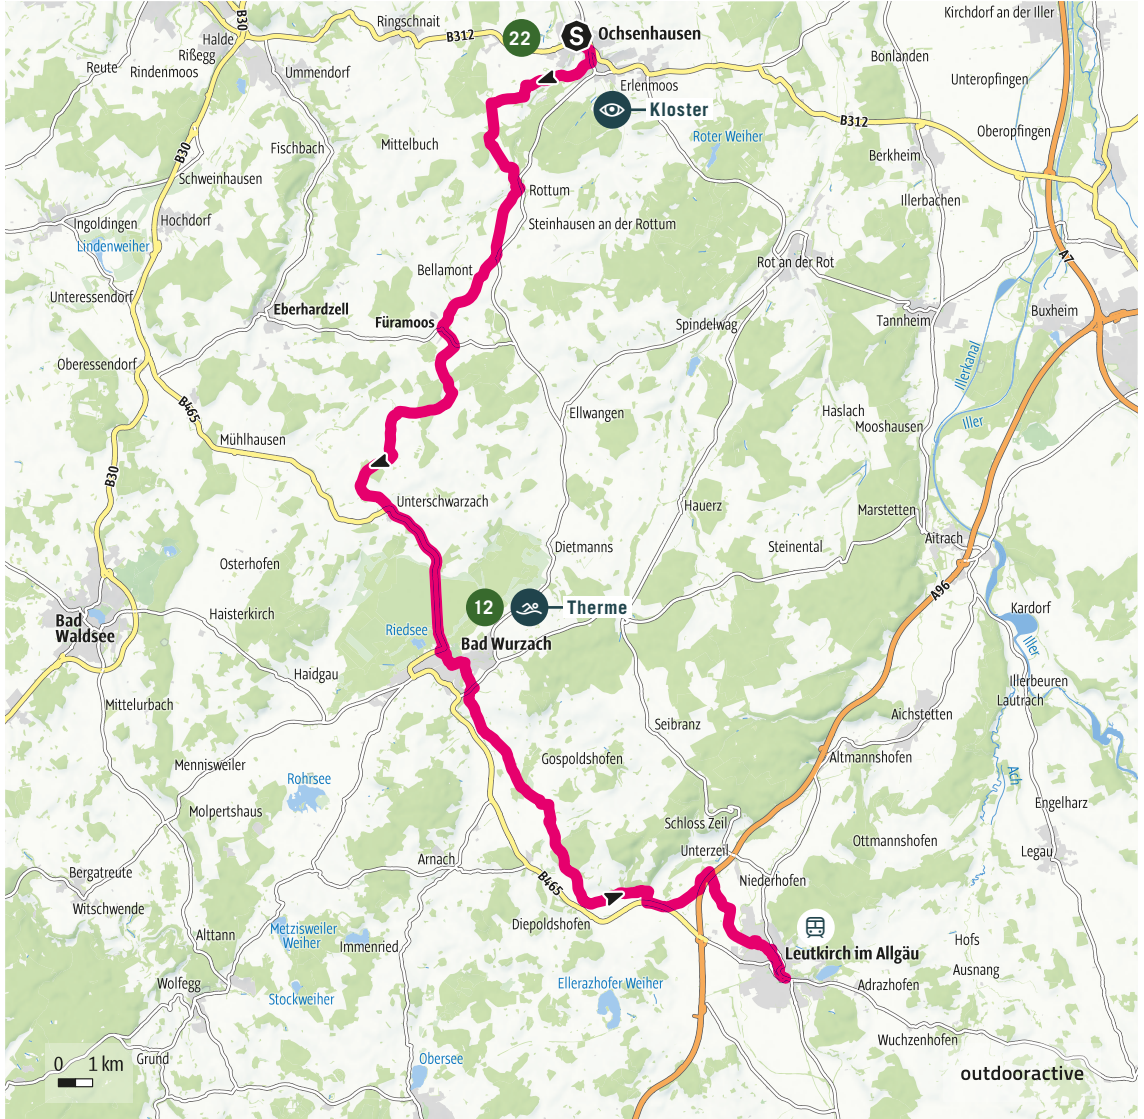 Kirchdorf an der Iller
Ringschnait
B30
Halde
B312
22
S
Ochsenhausen
Rißegg
Reute
Rindenmoos
Ummendorf
Bonlanden
Unteropfingen
Erlenmoos
Kloster
B312
Oberopfingen
Roter Weiher
Mittelbuch
Fischbach
B30
Berkheim
Schweinhausen
Rottum
Illerbachen
Ingoldingen
Hochdorf
Steinhausen an der Rottum
Lindenweiher
A7
Rot an der Rot
Bellamont
Unteressendorf
Eberhardzell
Füramoos
Spindelwag
Tannheim
Buxheim
Oberessendorf
Illerkanal
B465
Ellwangen
Haslach
Mooshausen
Iller
Mühlhausen
B30
Unterschwarzach
Hauerz
Marstetten
Aitrach
Dietmanns
Steinental
Osterhofen
A96
12
Therme
Kardorf
Bad
Waldsee
Haisterkirch
Riedsee
Bad Wurzach
Iller
Haidgau
Illerbeuren
Lautrach
Mittelurbach
Aichstetten
Seibranz
Gospoldshofen
Altmannshofen
Mennisweiler
Rohrsee
Ach
Molpertshaus
Engelharz
Schloss Zeil
Ottmannshofen
Unterzeil
Legau
Arnach
Bergatreute
B465
Niederhofen
Witschwende
Diepoldshofen
Altann
Metzisweiler
Weiher
Immenried
Hofs
Leutkirch im Allgäu
Ausnang
Wolfegg
Stockweiher
Ellerazhofer Weiher
Adrazhofen
Wuchzenhofen
Grund
Obersee
0 1 km
outdooractive